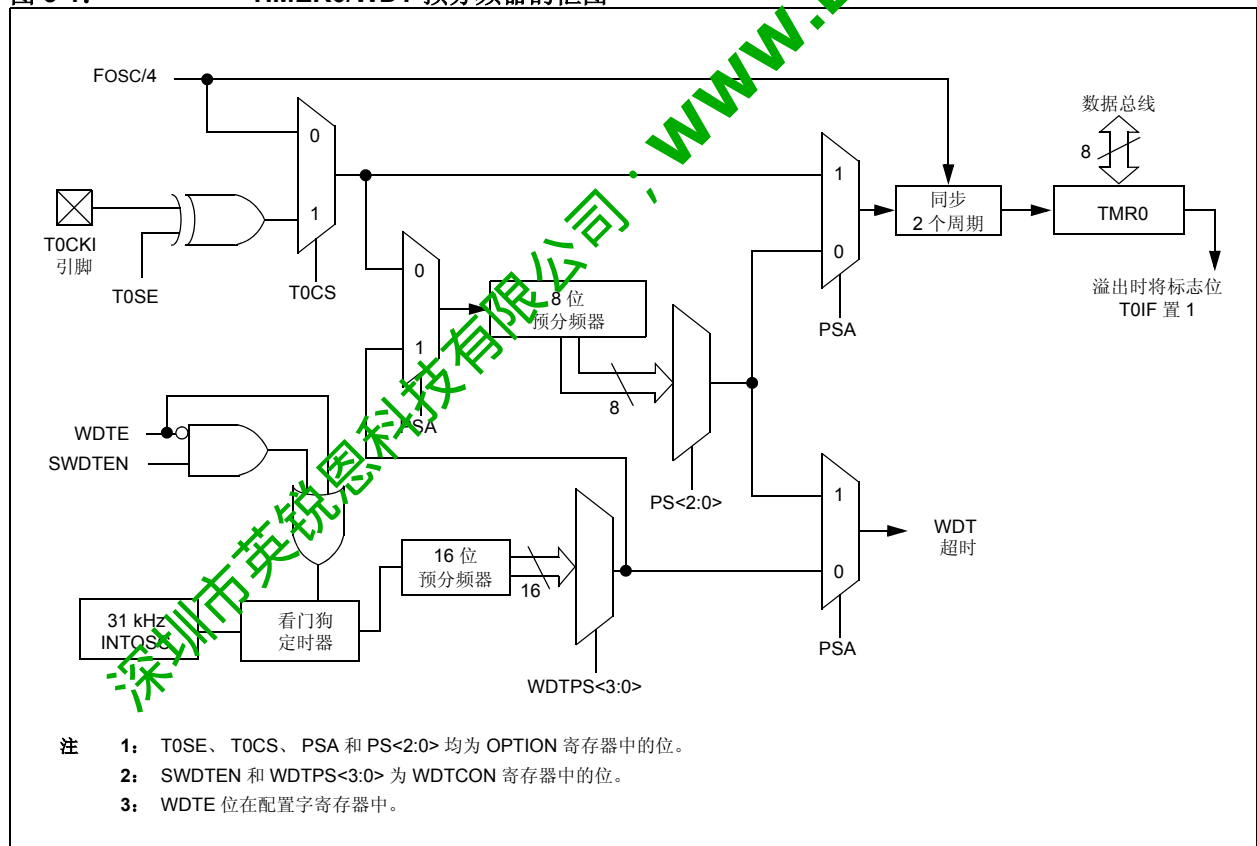 FOSC/4
数据总线
8
0
1
T0CKI
引脚
T0SE
T0CS
0
1
PSA
8 位
预分频器
8
PS<2:0>
1
0
PSA
同步
2 个周期
TMR0
溢出时将标志位
T0IF 置 1
WDTE
SWDTEN
31 kHz
INTOSC
看门狗
定时器
16 位
预分频器
16
WDTPS<3:0>
1
0
PSA
WDT
超时
注 1： T0SE、 T0CS、 PSA 和 PS<2:0> 均为 OPTION 寄存器中的位。
2： SWDTEN 和 WDTPS<3:0> 为 WDTCON 寄存器中的位。
3： WDTE 位在配置字寄存器中。
深圳市英锐恩科技有限公司，www.